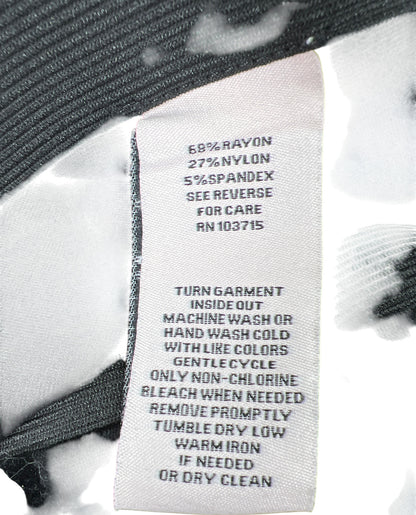 68%RAYON
27%NYLON
5%SPANDEX
SEE REVERSE
FOR CARE
RN 103715
TURN GARMENT
INSIDE OUT
MACHINE WASH OR
HAND WASH COLD
WITH LIKE COLORS
GENTLE CYCLE
ONLY NON-CHLORINE
BLEACH WHEN NEEDED
REMOVE PROMPTLY
TUMBLE DRY LOW
WARM IRON
IF NEEDED
OR DRY CLEAN